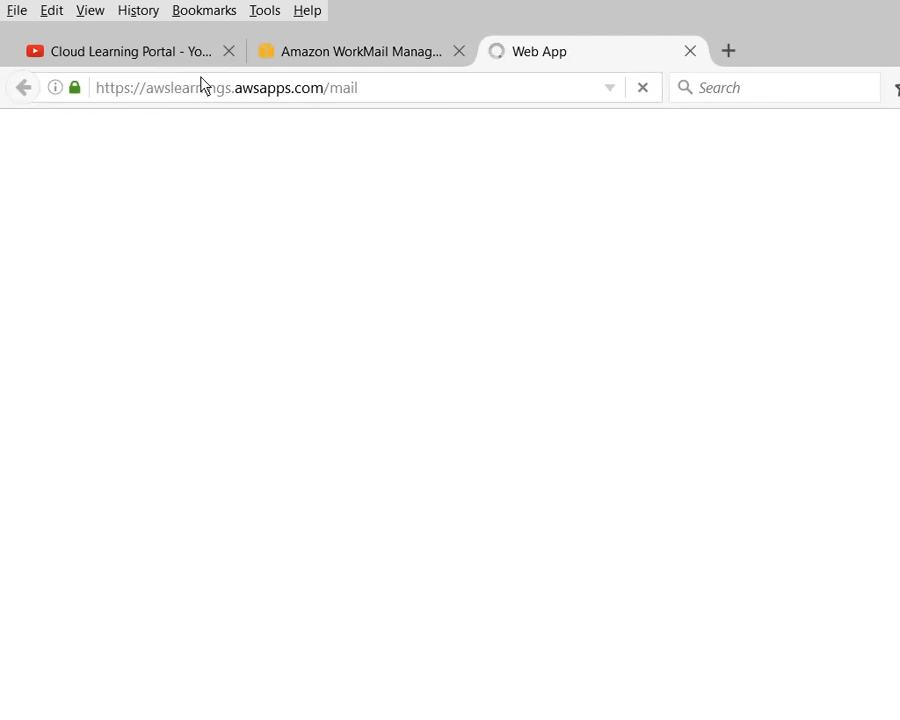 File Edit View History Bookmarks Tools Help
Cloud Learning Portal - Yo... Amazon WorkMail Manag... Web App
https://awslearnings.awsapps.com/mail Search